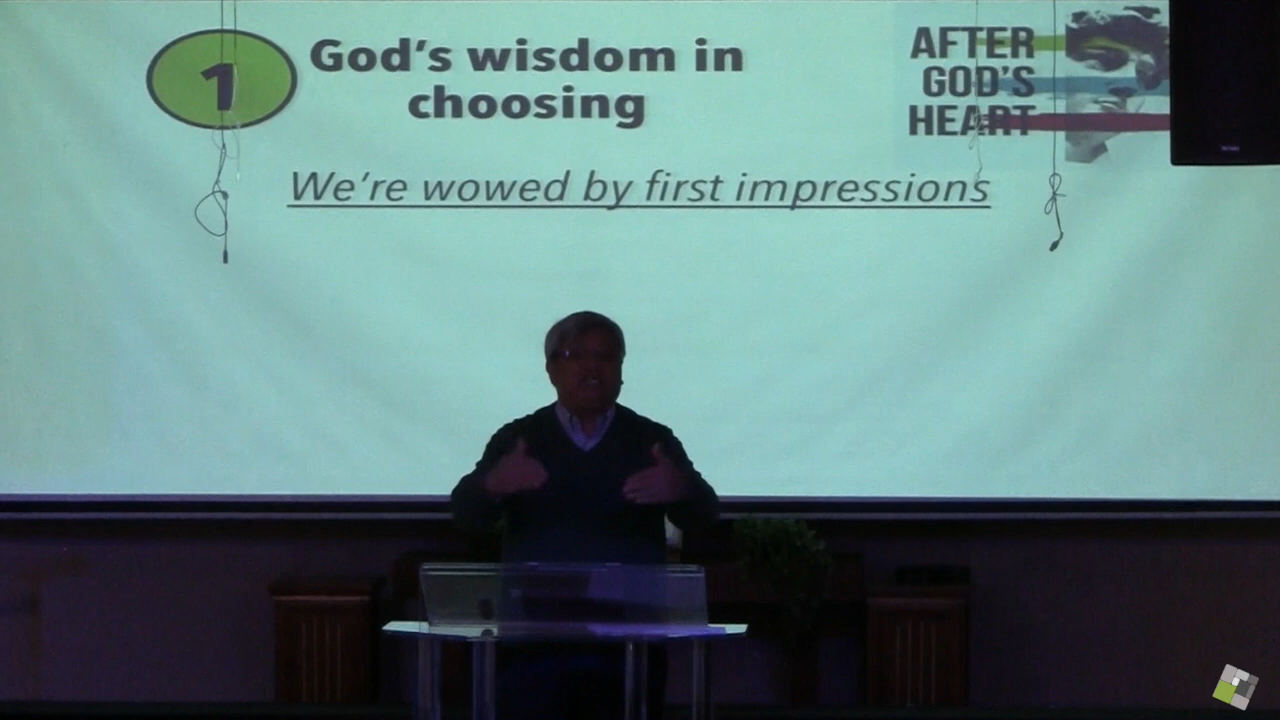 1
God's wisdom in
choosing
AFTER
GOD'S
HEART
We're wowed by first impressions